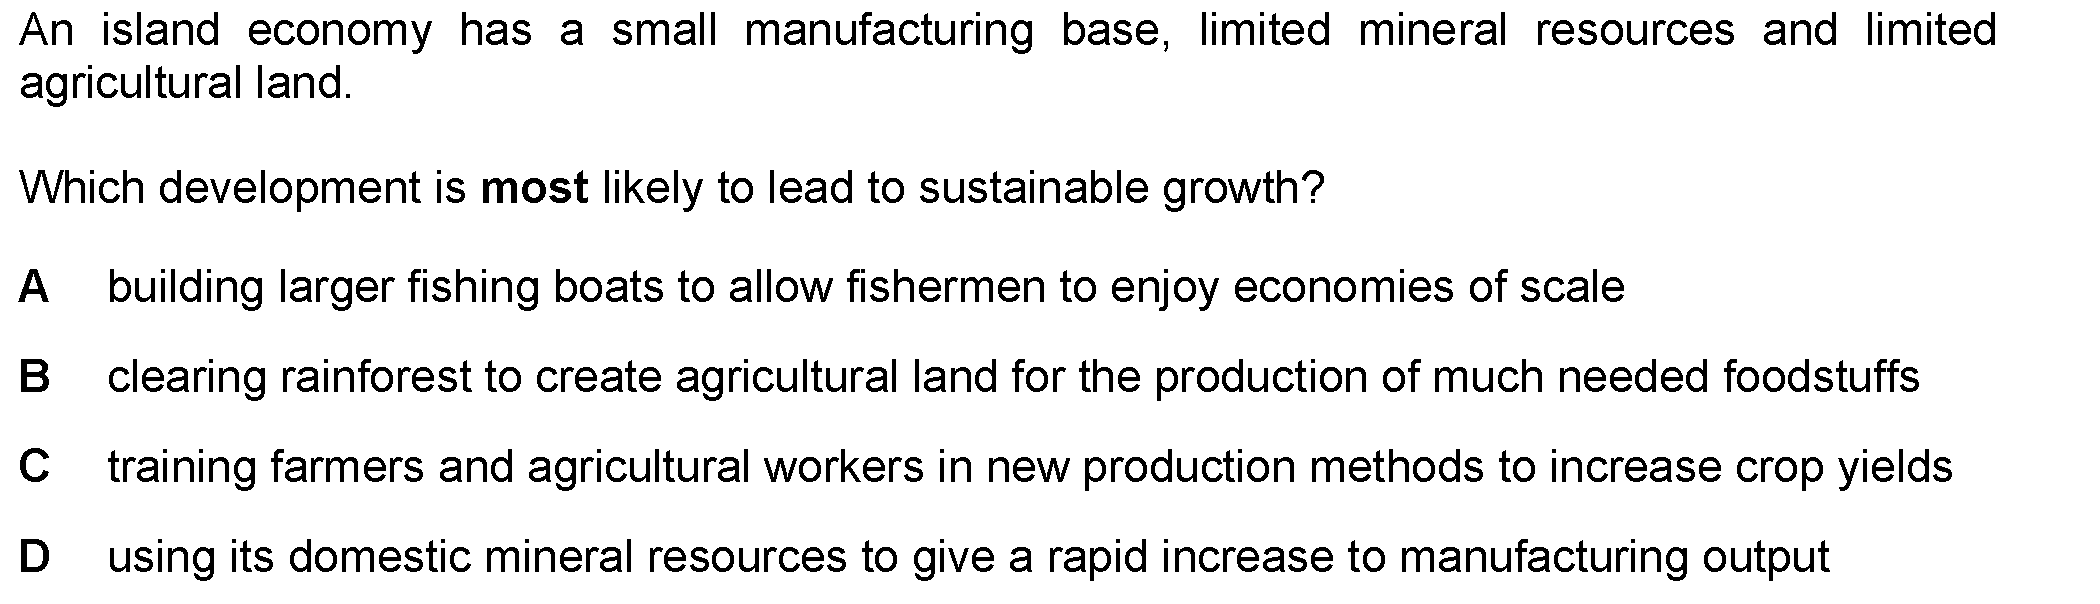 An island economy has a small manufacturing base, limited mineral resources and limited
agricultural land.
Which development is most likely to lead to sustainable growth?
A building larger fishing boats to allow fishermen to enjoy economies of scale
B clearing rainforest to create agricultural land for the production of much needed foodstuffs
C training farmers and agricultural workers in new production methods to increase crop yields
D using its domestic mineral resources to give a rapid increase to manufacturing output